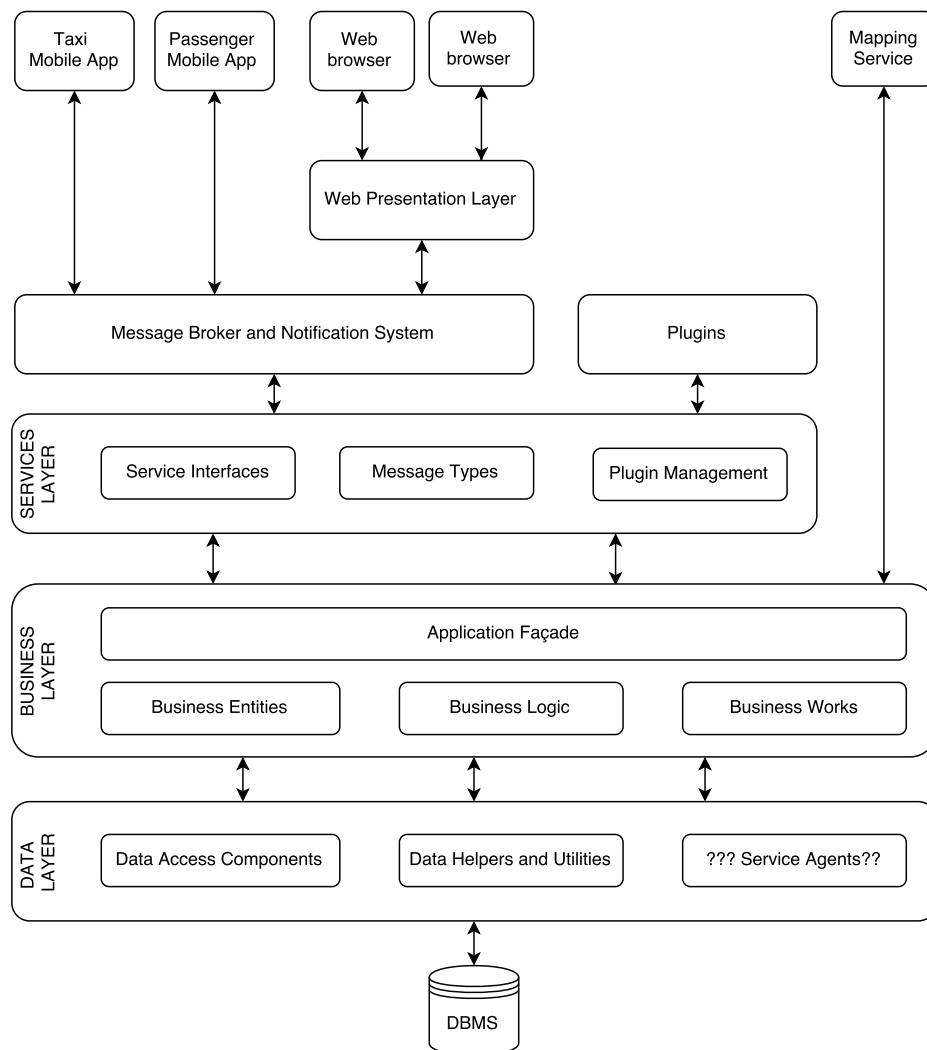 Taxi
Mobile App
Passenger
Mobile App
Web
browser
Web
browser
Mapping
Service
Web Presentation Layer
Message Broker and Notification System
Plugins
SERVICES
LAYER
Service Interfaces
Message Types
Plugin Management
BUSINESS
LAYER
Application Façade
Business Entities
Business Logic
Business Works
DATA
LAYER
Data Access Components
Data Helpers and Utilities
??? Service Agents??
DBMS